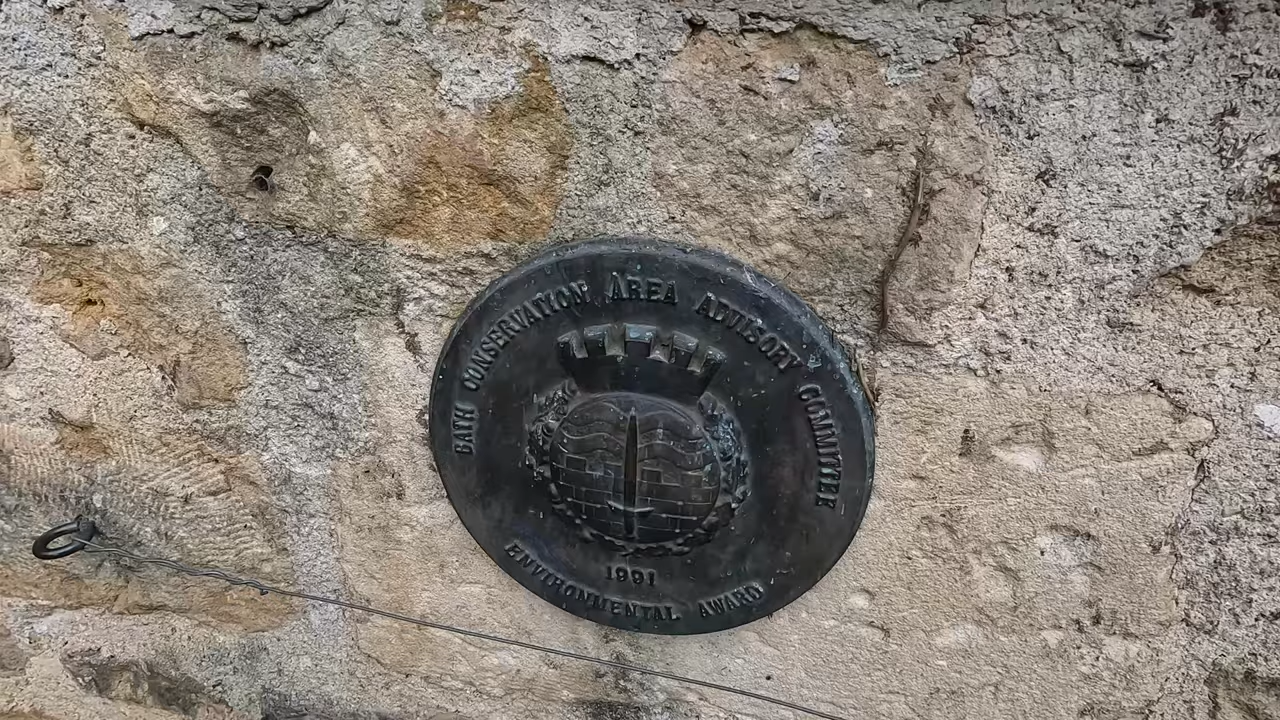 BATH CONSERVATION AREA ADVISORY COMMITTEE
1991
ENVIRONMENTAL AWARD